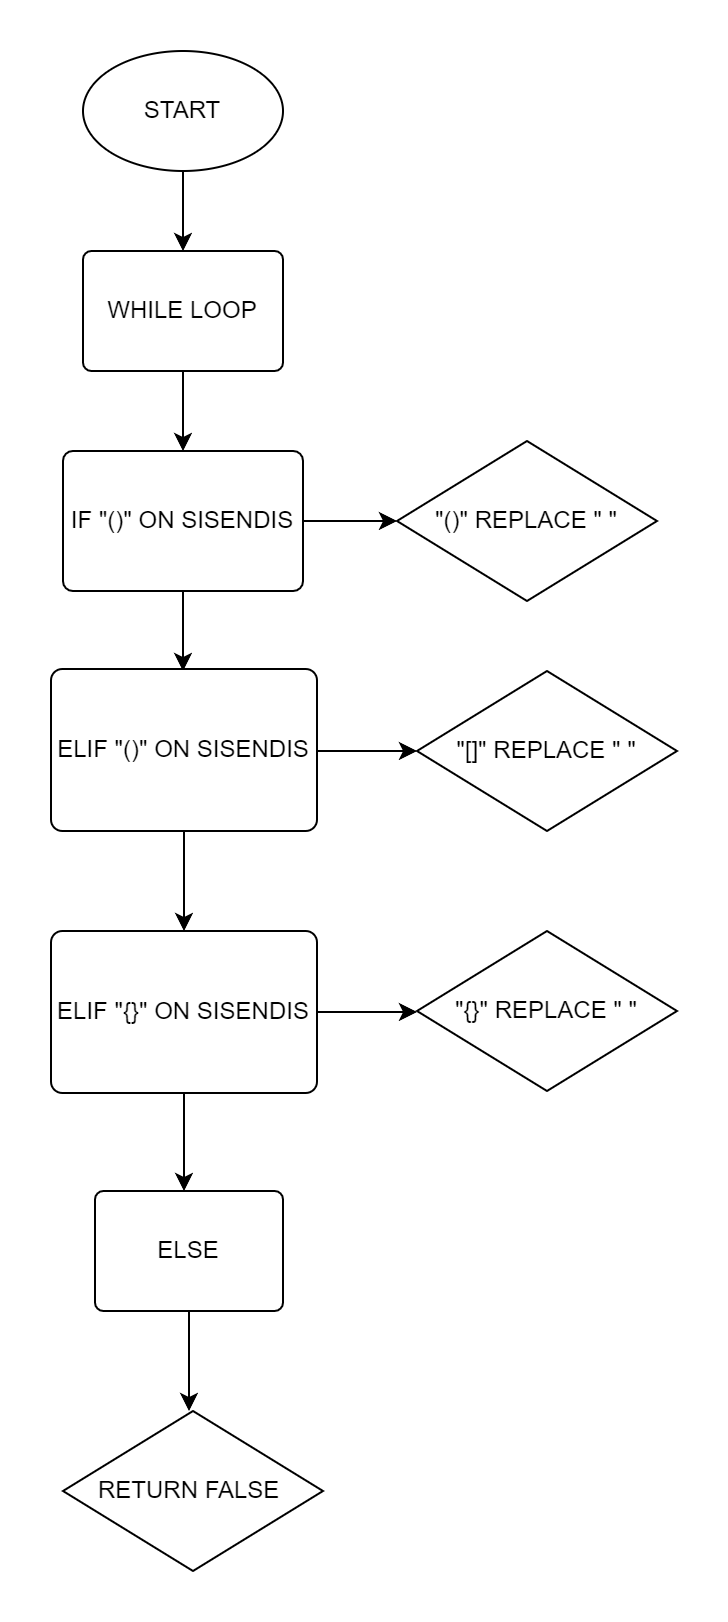 START
WHILE LOOP
IF "()" ON SISENDIS
"()" REPLACE " "
ELIF "()" ON SISENDIS
"[]" REPLACE " "
ELIF "{}" ON SISENDIS
"{}" REPLACE " "
ELSE
RETURN FALSE